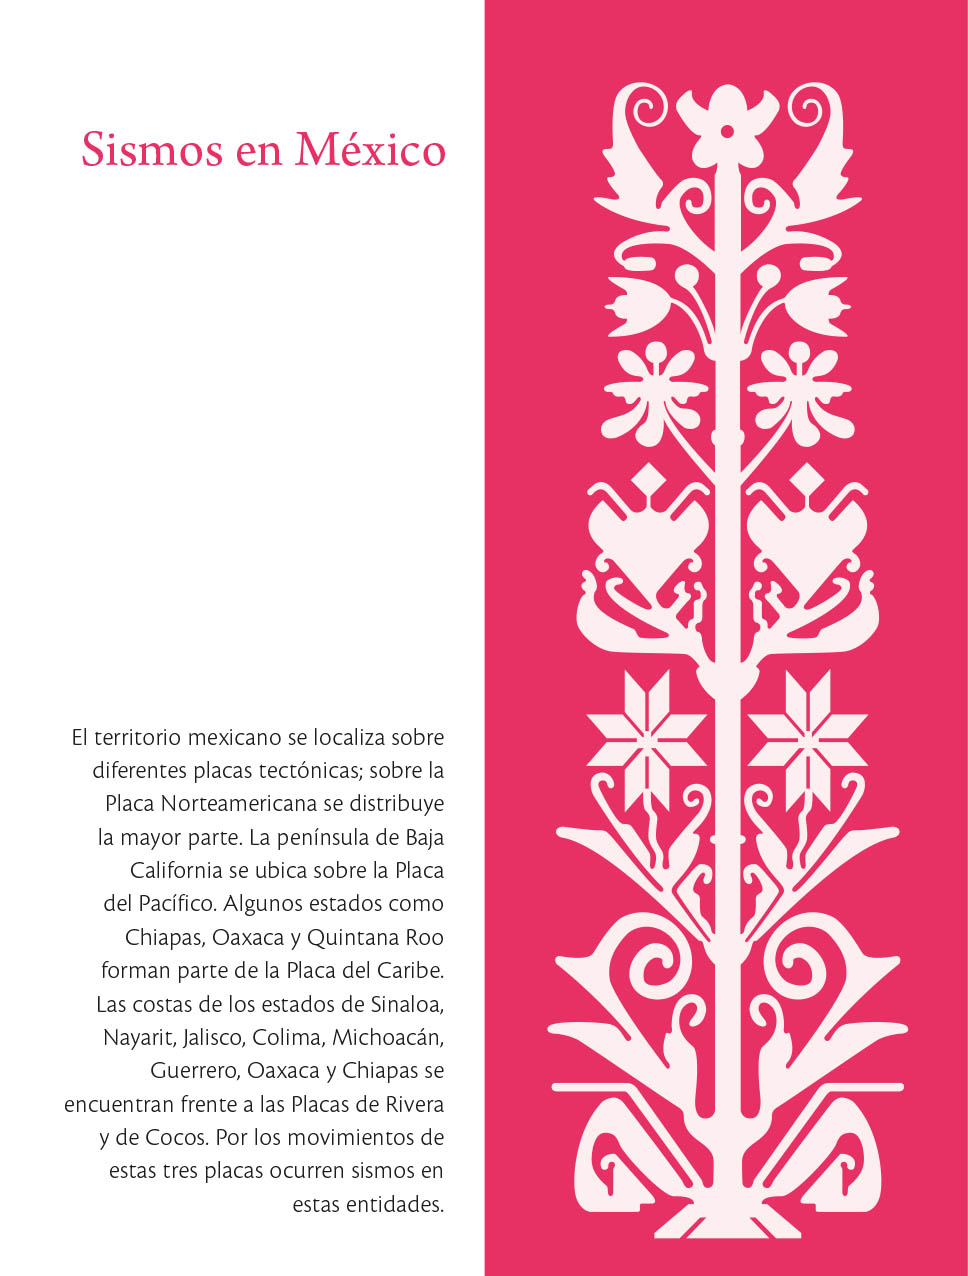 Sismos en México
El territorio mexicano se localiza sobre
diferentes placas tectónicas; sobre la
Placa Norteamericana se distribuye
la mayor parte. La península de Baja
California se ubica sobre la Placa
del Pacífico. Algunos estados como
Chiapas, Oaxaca y Quintana Roo
forman parte de la Placa del Caribe.
Las costas de los estados de Sinaloa,
Nayarit, Jalisco, Colima, Michoacán,
Guerrero, Oaxaca y Chiapas se
encuentran frente a las Placas de Rivera
y de Cocos. Por los movimientos de
estas tres placas ocurren sismos en
estas entidades.